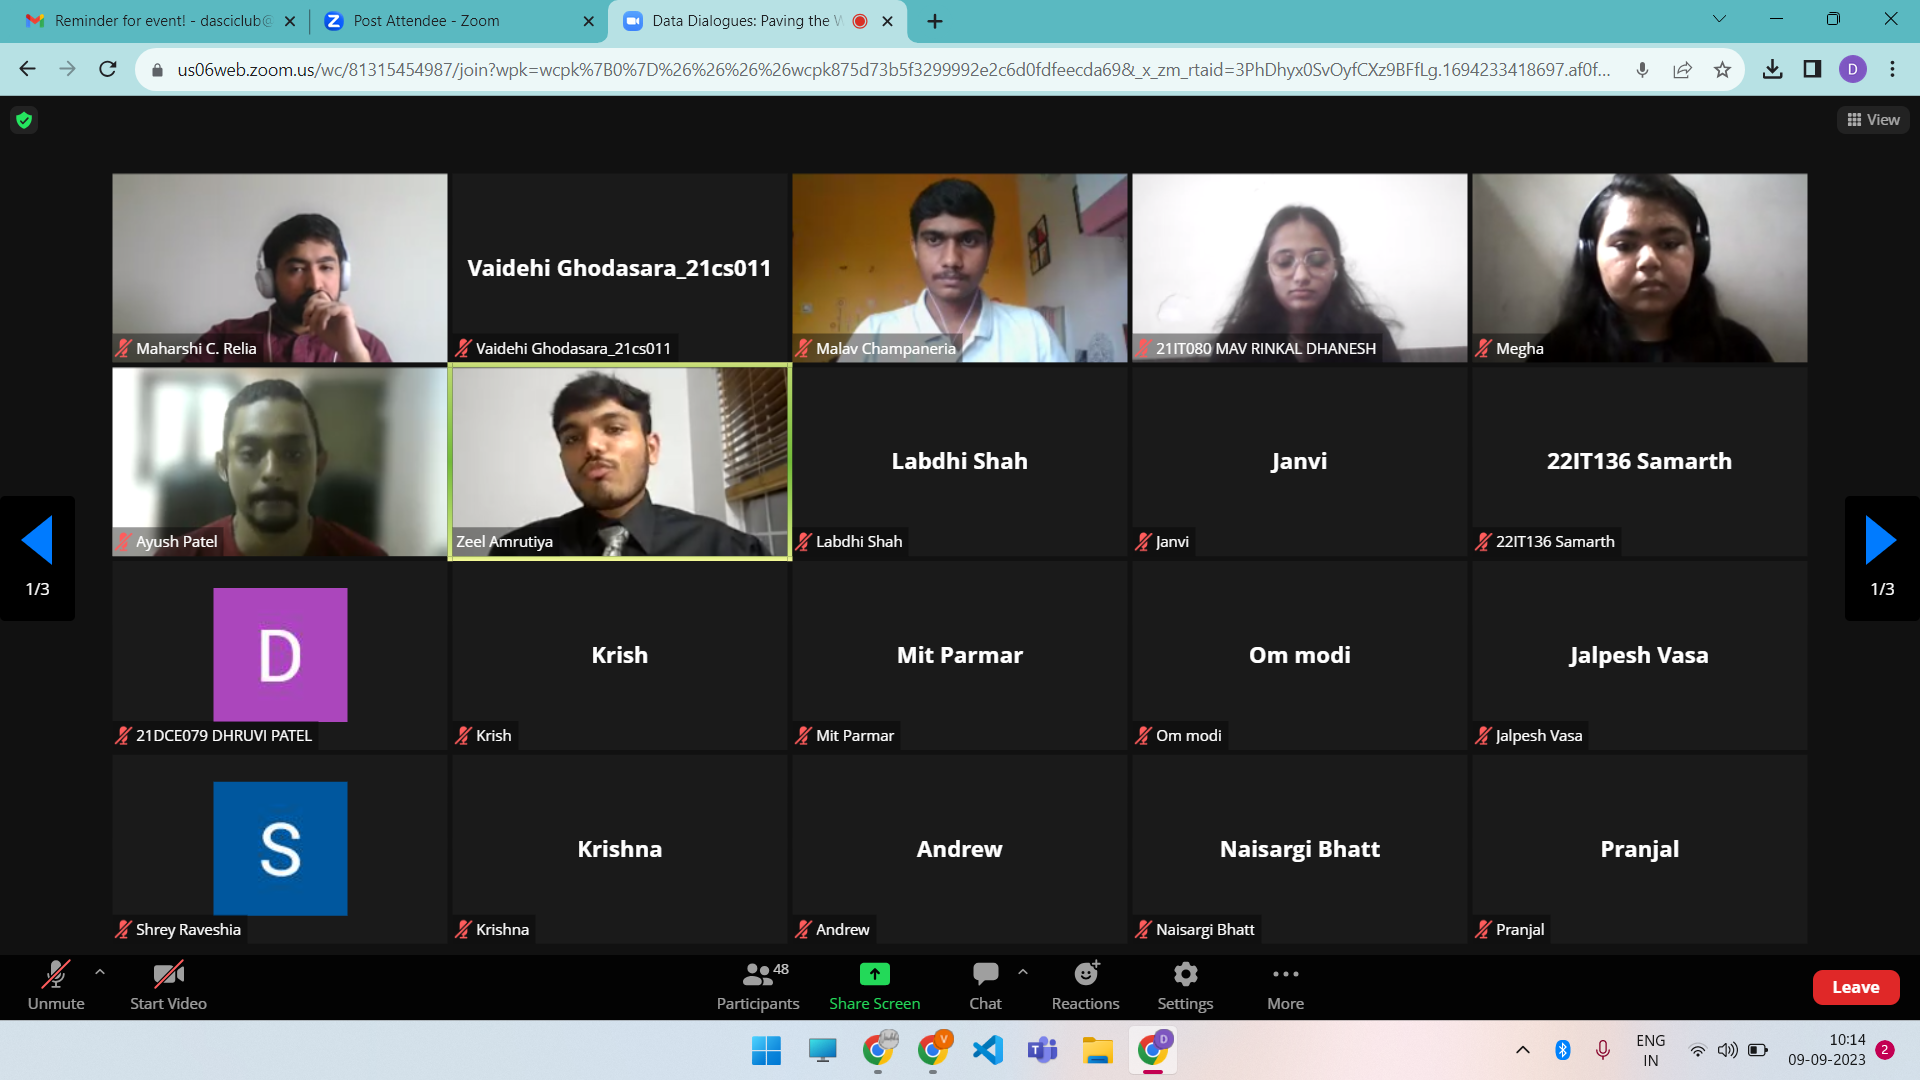 Reminder for event! - dasciclub@
Post Attendee - Zoom
Data Dialogues: Paving the W
us06web.zoom.us/wc/81315454987/join?wpk=wcpk%7B0%7D%26%26%26%26wcpk875d73b5f3299992e2c6d0fdfeecda69&_x_zm_rtaid=3PhDhyx0SvOyfCXz9BFfLg.1694233418697.af0f...
D
View
Vaidehi Ghodasara_21cs011
Maharshi C. Relia
Vaidehi Ghodasara_21cs011
Malav Champaneria
21IT080 MAV RINKAL DHANESH
Megha
Labdhi Shah
Janvi
22IT136 Samarth
Ayush Patel
Zeel Amrutiya
Labdhi Shah
Janvi
22IT136 Samarth
1/3
1/3
D
Krish
Mit Parmar
Om modi
Jalpesh Vasa
21DCE079 DHRUVI PATEL
Krish
Mit Parmar
Om modi
Jalpesh Vasa
S
Krishna
Andrew
Naisargi Bhatt
Pranjal
Shrey Raveshia
Krishna
Andrew
Naisargi Bhatt
Pranjal
Unmute
Start Video
48
Participants
Share Screen
Chat
Reactions
Settings
More
Leave
V
D
ENG
IN
10:14
09-09-2023
2